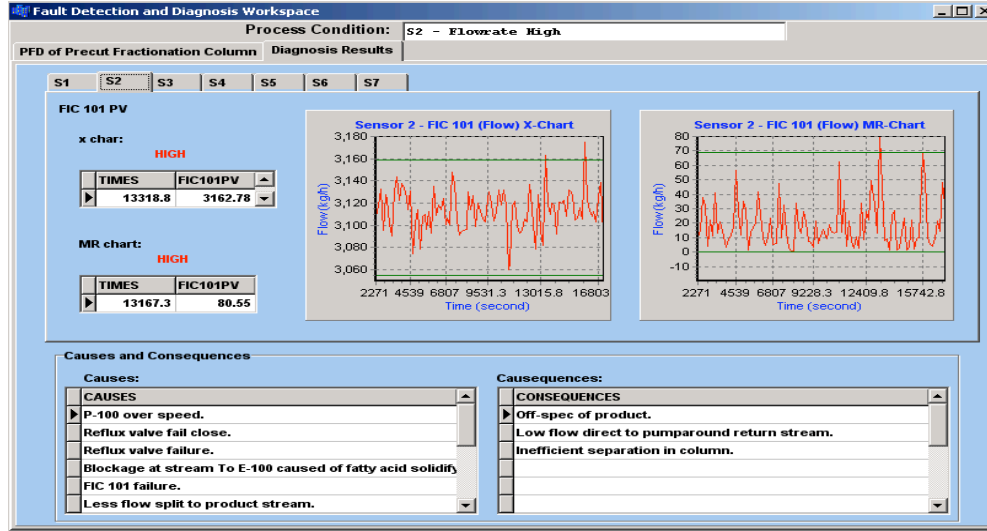 Fault Detection and Diagnosis Workspace
Process Condition: S2 - Flowrate High
PFD of Precut Fractionation Column Diagnosis Results
S1 S2 S3 S4 S5 S6 S7
FIC 101 PV
x char:
HIGH
TIMES FIC101PV
13318.8 3162.78
MR chart:
HIGH
TIMES FIC101PV
13167.3 80.55
Sensor 2 - FIC 101 (Flow) X-Chart
3,180
3,160
3,140
3,120
3,100
3,080
3,060
Flow(kg/h)
2271 4539 6807 9531.3 13015.8 16803
Time (second)
Sensor 2 - FIC 101 (Flow) MR-Chart
80
70
60
50
40
30
20
10
0
-10
Flow(kg/h)
2271 4539 6807 9228.3 12409.8 15742.8
Time (second)
Causes and Consequences
Causes:
CAUSES
P-100 over speed.
Reflux valve fail close.
Reflux valve failure.
Blockage at stream To E-100 caused of fatty acid solidify
FIC 101 failure.
Less flow split to product stream.
Causequences:
CONSEQUENCES
Off-spec of product.
Low flow direct to pumparound return stream.
Inefficient separation in column.